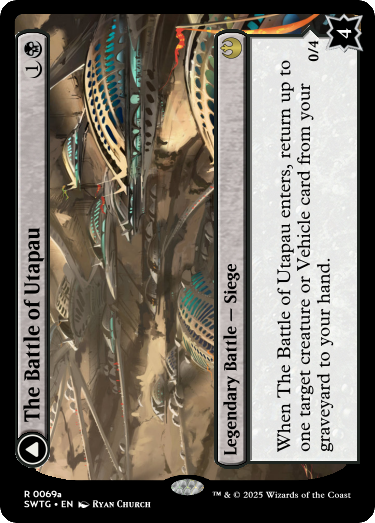 The Battle of Utapau
1
Legendary Battle — Siege
When The Battle of Utapau enters, return up to
one target creature or Vehicle card from your
graveyard to your hand.
0/4
4
R 0069a
SWTG • EN RYAN CHURCH
™ & © 2025 Wizards of the Coast